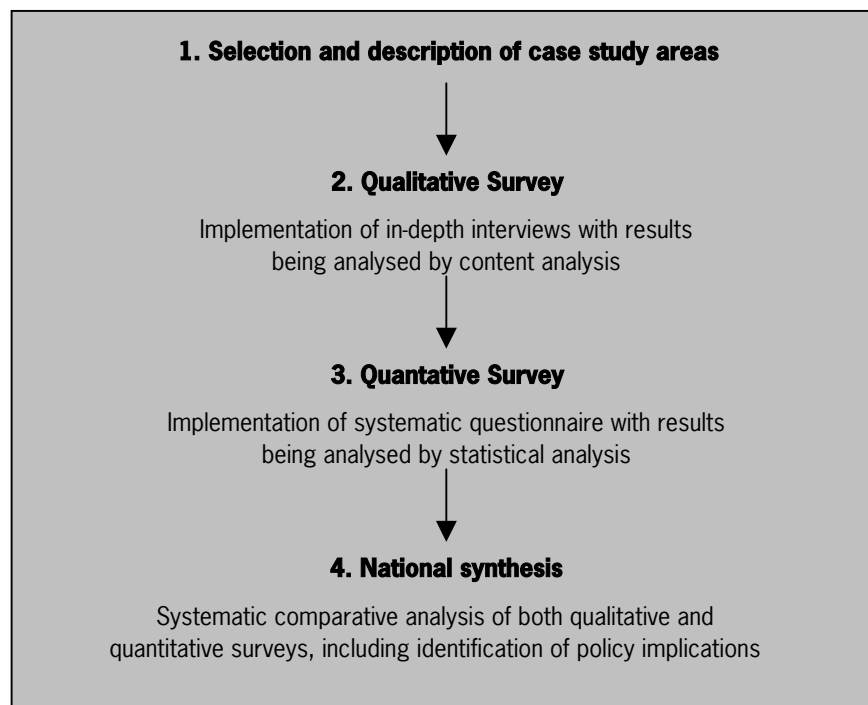 1. Selection and description of case study areas
2. Qualitative Survey
Implementation of in-depth interviews with results
being analysed by content analysis
3. Quantative Survey
Implementation of systematic questionnaire with results
being analysed by statistical analysis
4. National synthesis
Systematic comparative analysis of both qualitative and
quantitative surveys, including identification of policy implications